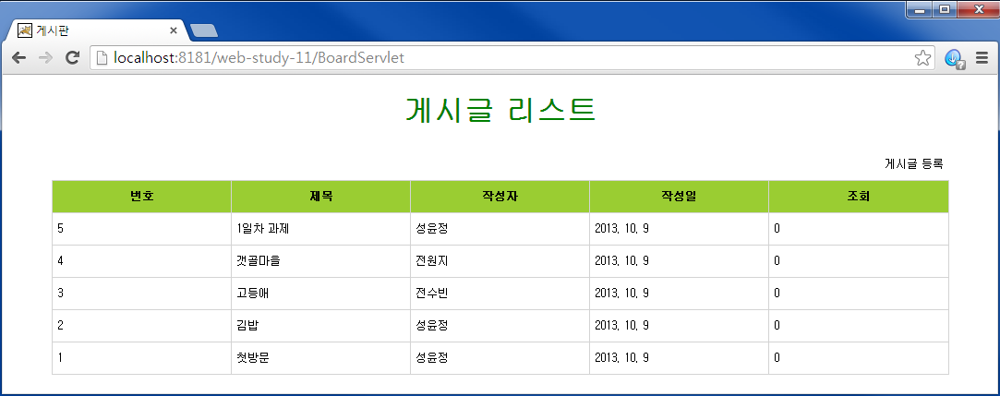 게시판
localhost:8181/web-study-11/BoardServlet
게시글 리스트
게시글 등록
번호 제목 작성자 작성일 조회
5 1일차 과제 성윤정 2013. 10. 9 0
4 갯골마을 전원지 2013. 10. 9 0
3 고등애 전수빈 2013. 10. 9 0
2 김밥 성윤정 2013. 10. 9 0
1 첫방문 성윤정 2013. 10. 9 0